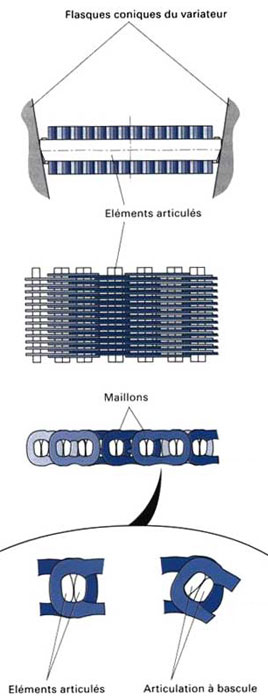 Flasques coniques du variateur
Eléments articulés
Maillons
Eléments articulés
Articulation à bascule